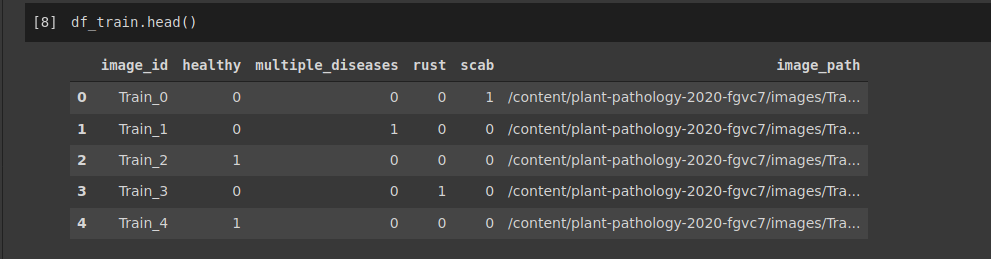 [8] df_train.head()
image_id healthy multiple_diseases rust scab image_path
0 Train_0 0 0 0 1 /content/plant-pathology-2020-fgvc7/images/Tra...
1 Train_1 0 1 0 0 /content/plant-pathology-2020-fgvc7/images/Tra...
2 Train_2 1 0 0 0 /content/plant-pathology-2020-fgvc7/images/Tra...
3 Train_3 0 0 1 0 /content/plant-pathology-2020-fgvc7/images/Tra...
4 Train_4 1 0 0 0 /content/plant-pathology-2020-fgvc7/images/Tra...